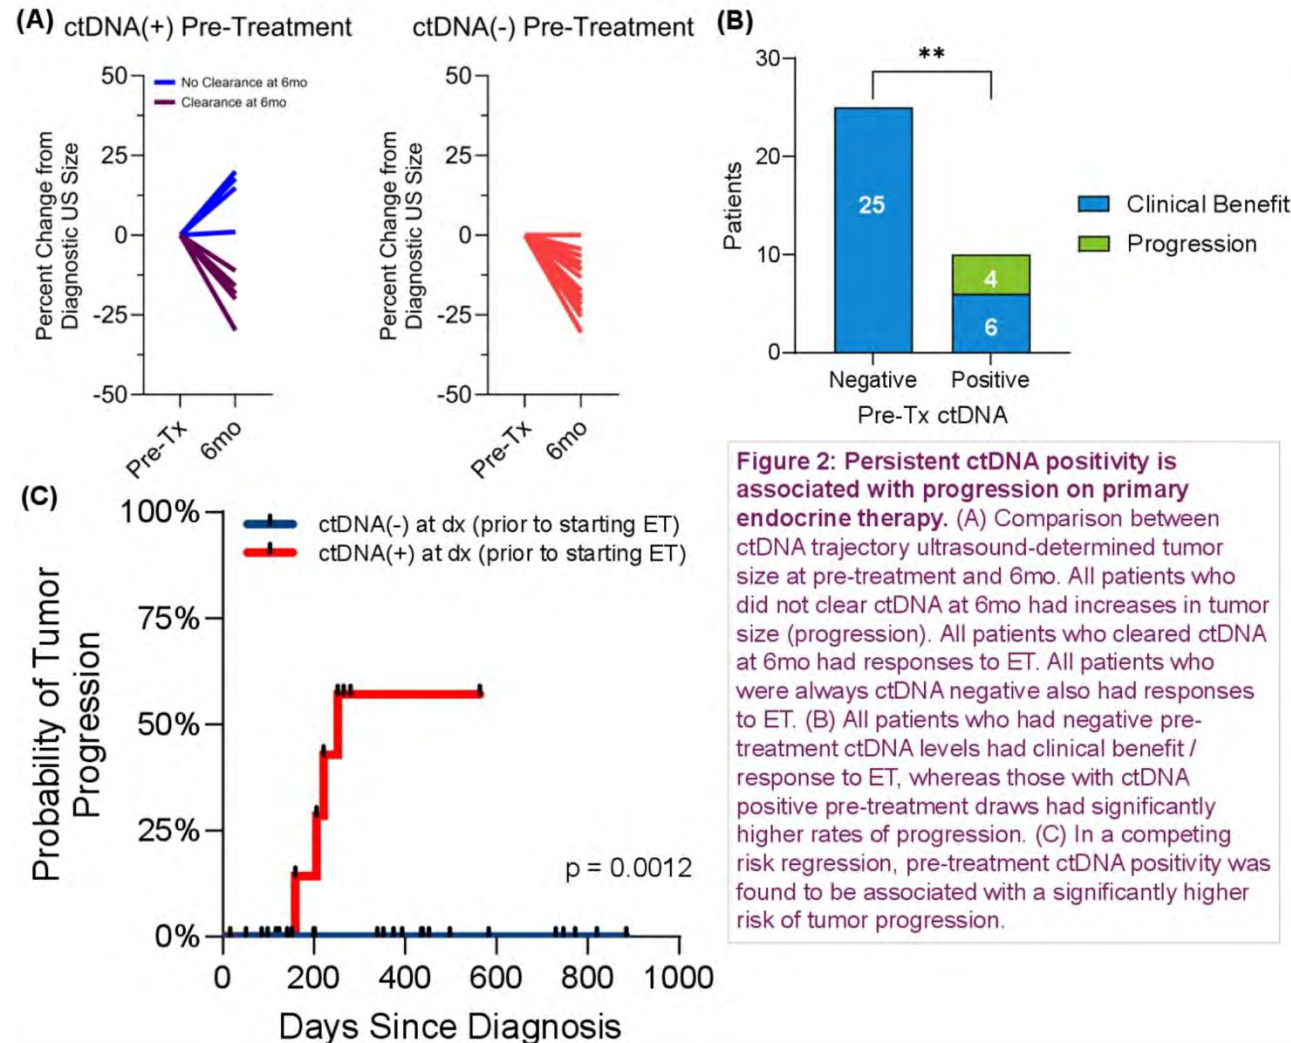 (A) ctDNA(+) Pre-Treatment
ctDNA(-) Pre-Treatment
50
25
0
-25
-50
Percent Change from
Diagnostic US Size
No Clearance at 6mo
Clearance at 6mo
Pre-Tx
6mo
50
25
0
-25
-50
Percent Change from
Diagnostic US Size
Pre-Tx
6mo
(B)
30
20
10
0
Patients
**
25
4
6
Negative
Positive
Pre-Tx ctDNA
Clinical Benefit
Progression
(C)
100%
75%
50%
25%
0%
Probability of Tumor
Progression
ctDNA(-) at dx (prior to starting ET)
ctDNA(+) at dx (prior to starting ET)
p = 0.0012
0 200 400 600 800 1000
Days Since Diagnosis
Figure 2: Persistent ctDNA positivity is
associated with progression on primary
endocrine therapy. (A) Comparison between
ctDNA trajectory ultrasound-determined tumor
size at pre-treatment and 6mo. All patients who
did not clear ctDNA at 6mo had increases in tumor
size (progression). All patients who cleared ctDNA
at 6mo had responses to ET. All patients who
were always ctDNA negative also had responses
to ET. (B) All patients who had negative pre-
treatment ctDNA levels had clinical benefit /
response to ET, whereas those with ctDNA
positive pre-treatment draws had significantly
higher rates of progression. (C) In a competing
risk regression, pre-treatment ctDNA positivity was
found to be associated with a significantly higher
risk of tumor progression.